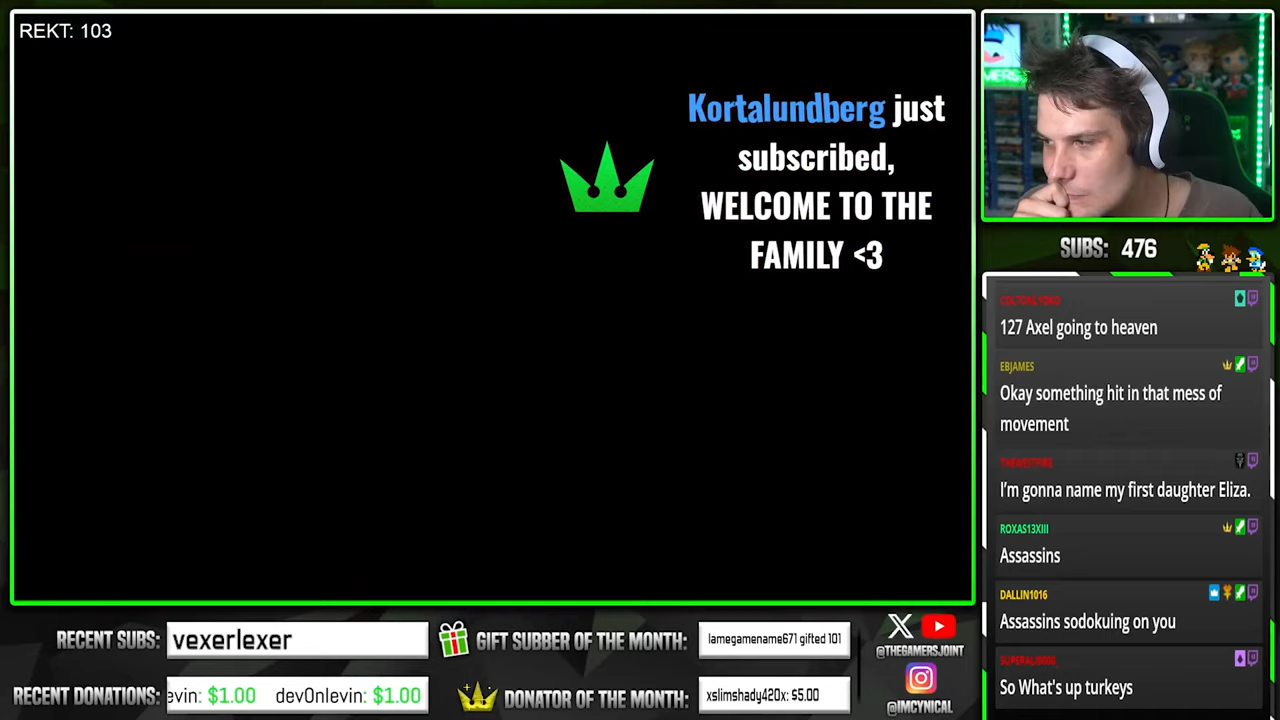 REKT: 103
Kortalundberg just
subscribed,
WELCOME TO THE
FAMILY <3
SUBS: 476
127 Axel going to heaven
EBJAMES
Okay something hit in that mess of
movement
I'm gonna name my first daughter Eliza.
ROXAS13XIII
Assassins
DALLIN1016
Assassins sodokuing on you
So What's up turkeys
RECENT SUBS: vexerlexer
GIFT SUBBER OF THE MONTH: lamegamename671 gifted 101
@THEGAMERSJOINT
RECENT DONATIONS: evin: $1.00 dev0nlevin: $1.00
DONATOR OF THE MONTH: xslimshady420x: $5.00
@IMCYNICAL